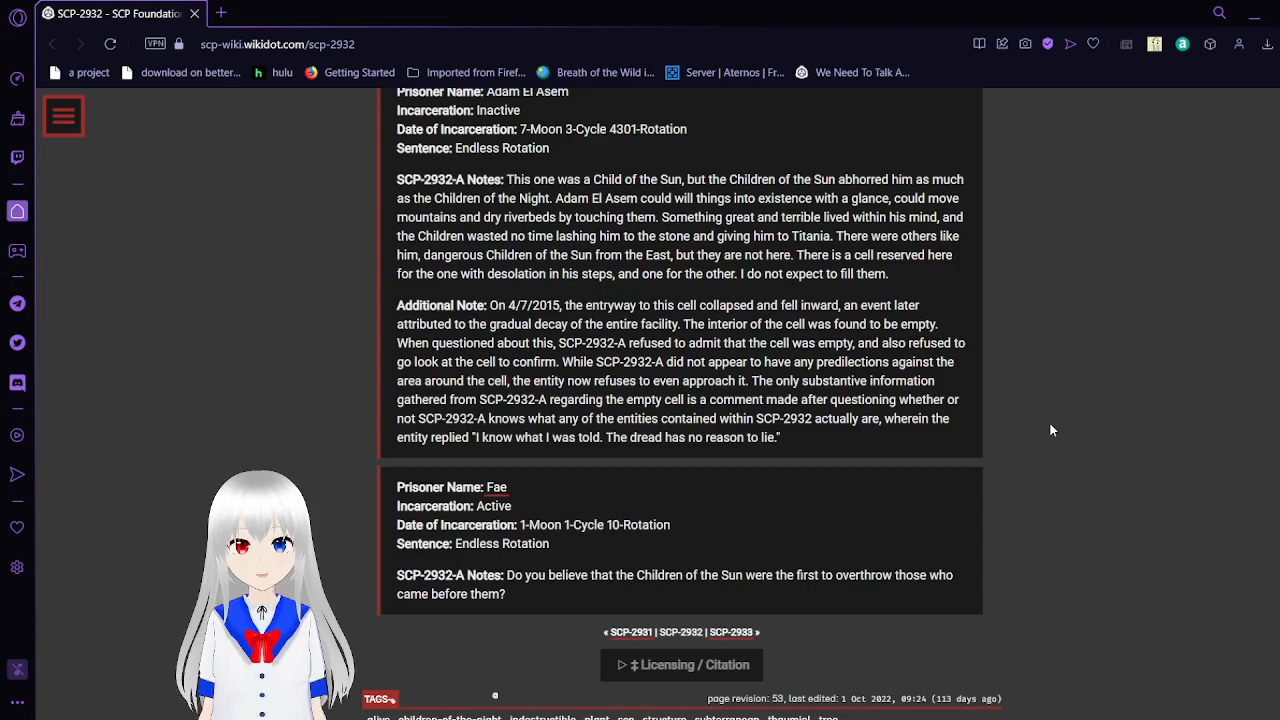 SCP-2932 - SCP Foundation
VPN
scp-wiki.wikidot.com/scp-2932
a project
download on better...
h
hulu
Getting Started
Imported from Firef...
Breath of the Wild i...
Server | Aternos | Fr...
We Need To Talk A...
a
Prisoner Name: Adam El Asem
Incarceration: Inactive
Date of Incarceration: 7-Moon 3-Cycle 4301-Rotation
Sentence: Endless Rotation
SCP-2932-A Notes: This one was a Child of the Sun, but the Children of the Sun abhorred him as much
as the Children of the Night. Adam El Asem could will things into existence with a glance, could move
mountains and dry riverbeds by touching them. Something great and terrible lived within his mind, and
the Children wasted no time lashing him to the stone and giving him to Titania. There were others like
him, dangerous Children of the Sun from the East, but they are not here. There is a cell reserved here
for the one with desolation in his steps, and one for the other. I do not expect to fill them.
Additional Note: On 4/7/2015, the entryway to this cell collapsed and fell inward, an event later
attributed to the gradual decay of the entire facility. The interior of the cell was found to be empty.
When questioned about this, SCP-2932-A refused to admit that the cell was empty, and also refused to
go look at the cell to confirm. While SCP-2932-A did not appear to have any predilections against the
area around the cell, the entity now refuses to even approach it. The only substantive information
gathered from SCP-2932-A regarding the empty cell is a comment made after questioning whether or
not SCP-2932-A knows what any of the entities contained within SCP-2932 actually are, wherein the
entity replied "I know what I was told. The dread has no reason to lie."
Prisoner Name: Fae
Incarceration: Active
Date of Incarceration: 1-Moon 1-Cycle 10-Rotation
Sentence: Endless Rotation
SCP-2932-A Notes: Do you believe that the Children of the Sun were the first to overthrow those who
came before them?
« SCP-2931 | SCP-2932 | SCP-2933 »
▷ ‡ Licensing / Citation
TAGS
page revision: 53, last edited: 1 Oct 2022, 09:24 (113 days ago)
alive children-of-the-night indestructible plant scp structure subterranean thaumiel tree